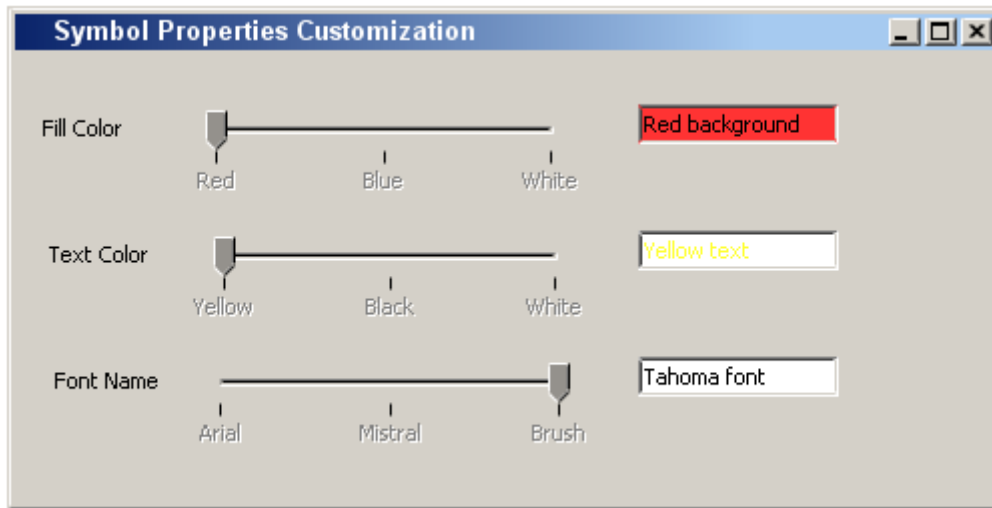 Symbol Properties Customization
Fill Color
Red background
Red Blue White
Text Color
Yellow text
Yellow Black White
Font Name
Tahoma font
Arial Mistral Brush